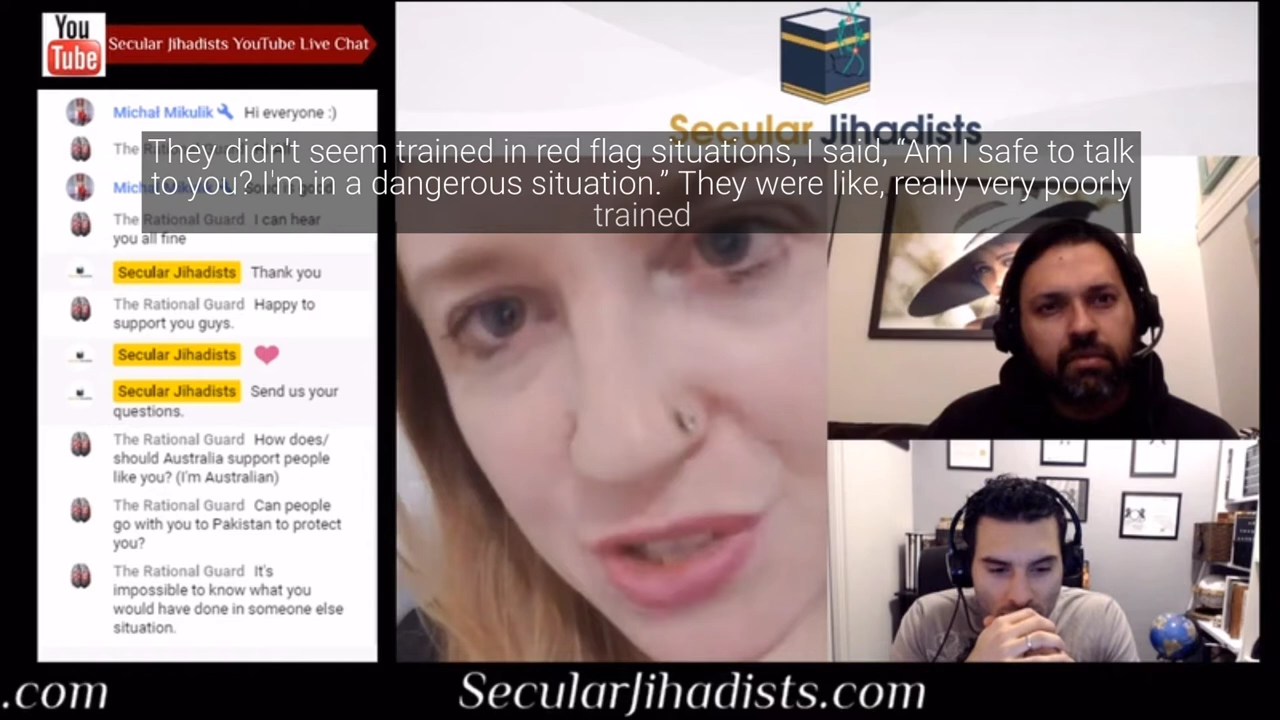 You
Tube
Secular Jihadists YouTube Live Chat
Michał Mikulik Hi everyone :)
The
The Rational Guard I can hear
you all fine
Secular Jihadists Thank you
The Rational Guard Happy to
support you guys.
Secular Jihadists
Secular Jihadists Send us your
questions.
The Rational Guard How does/
should Australia support people
like you? (I'm Australian)
The Rational Guard Can people
go with you to Pakistan to protect
you?
The Rational Guard It's
impossible to know what you
would have done in someone else
situation.
Secular Jihadists
They didn't seem trained in red flag situations, I said, “Am I safe to talk
to you? I'm in a dangerous situation.” They were like, really very poorly
trained
.com
SecularJihadists.com